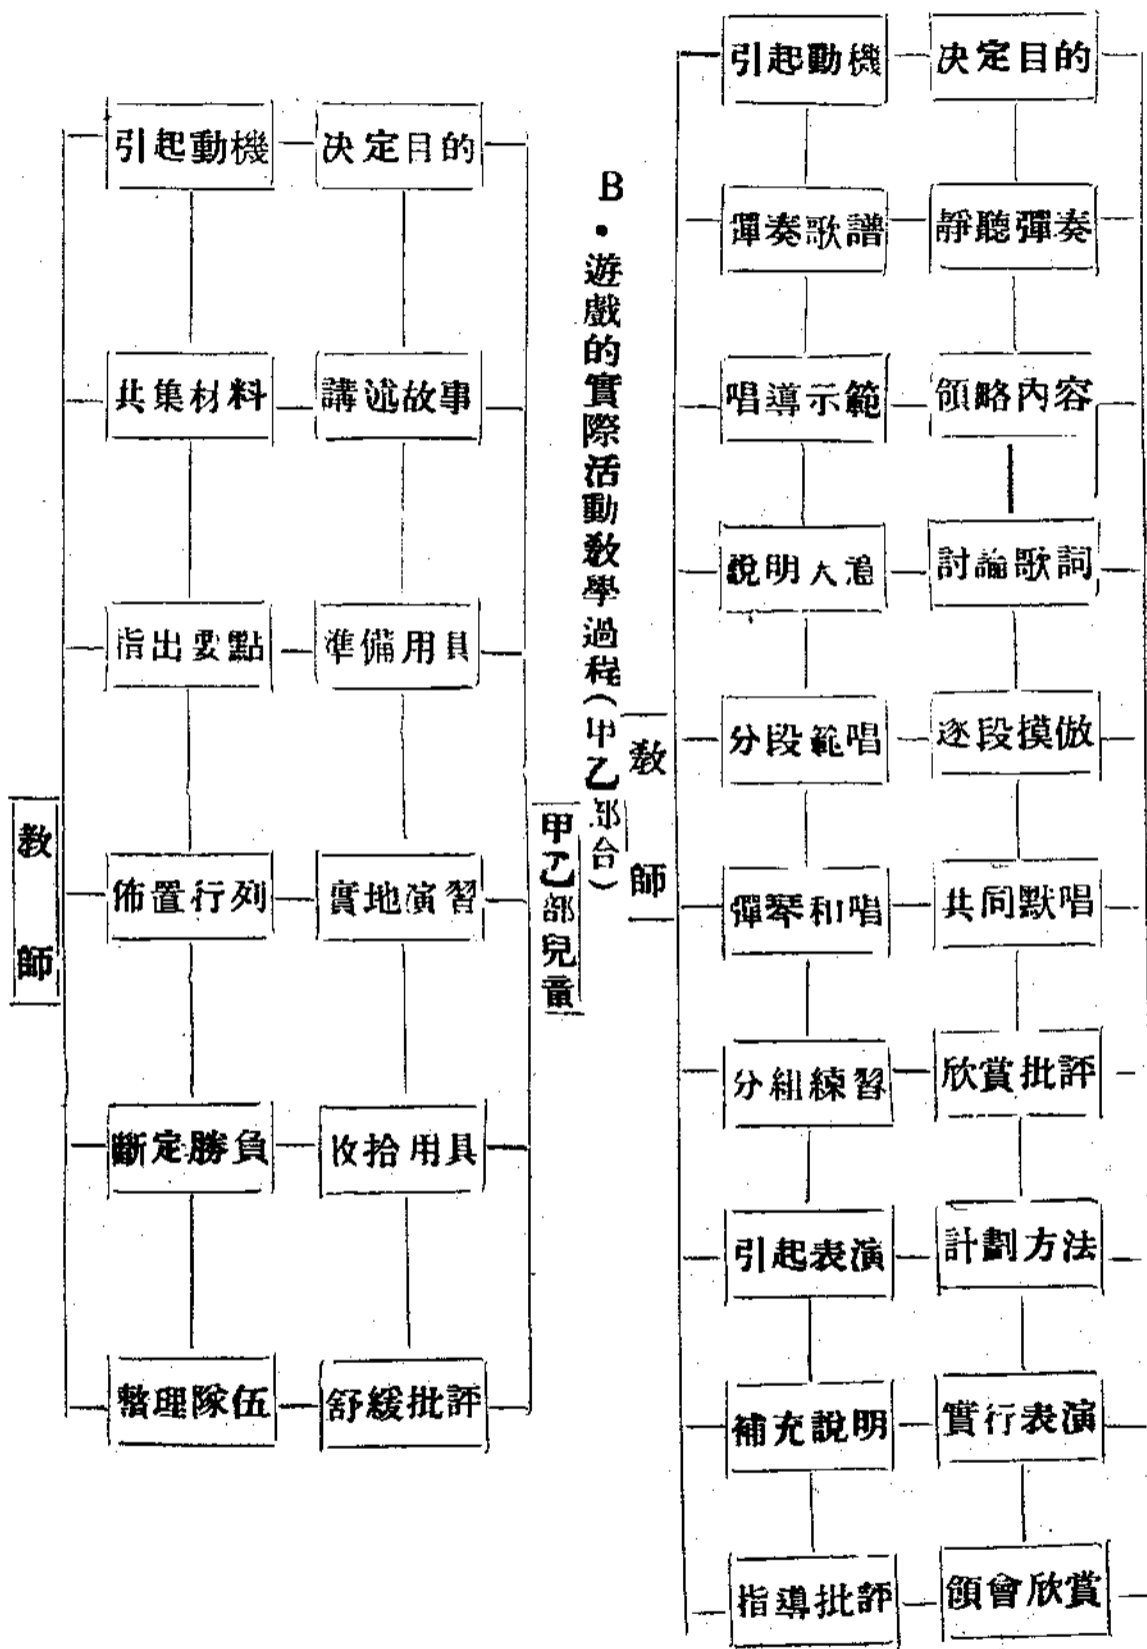 引起動機 决定目的
彈奏歌譜 靜聽彈奏
唱導示範 領略內容
說明大意 討論歌詞
分段範唱 逐段摸倣
彈琴和唱 共同默唱
分組練習 欣賞批評
引起表演 計劃方法
補充說明 實行表演
指導批評 領會欣賞
教師
B・遊戲的實際活動教學過程(甲乙部合)
引起動機 决定目的
共集材料 講述故事
指出要點 準備用具
佈置行列 實地演習
斷定勝負 收拾用具
整理隊伍 舒緩批評
甲乙部兒童
教師